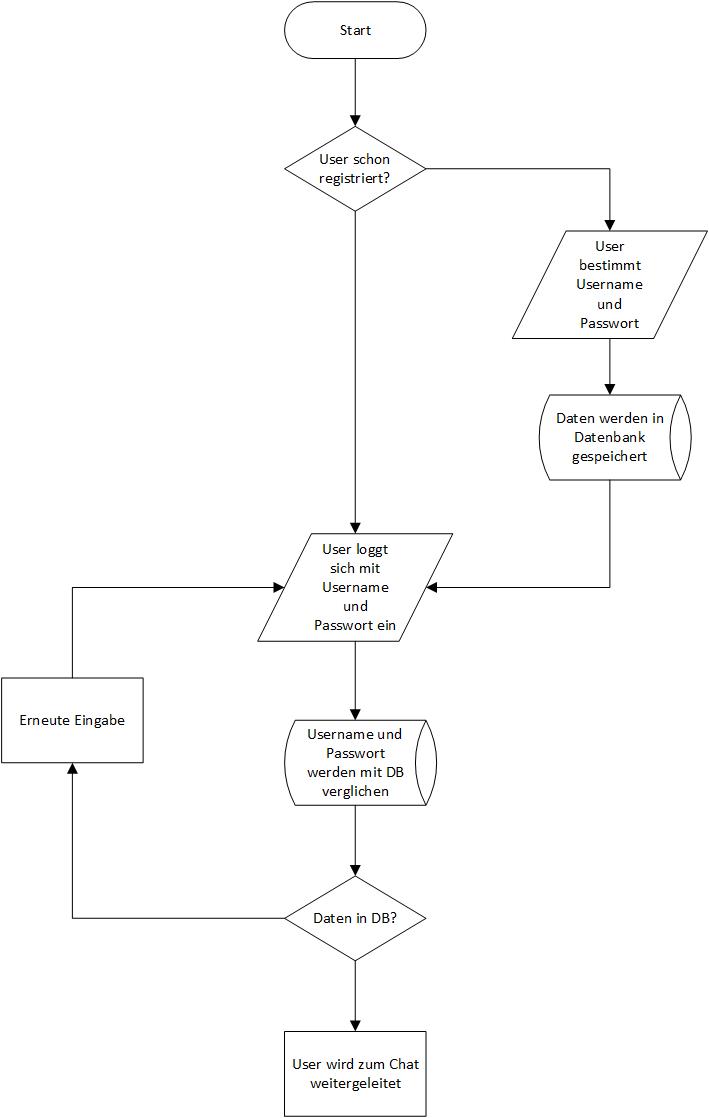 Start
User schon
registriert?
User
bestimmt
Username
und
Passwort
Daten werden in
Datenbank
gespeichert
User loggt
sich mit
Username
und
Passwort ein
Erneute Eingabe
Username und
Passwort
werden mit DB
verglichen
Daten in DB?
User wird zum Chat
weitergeleitet